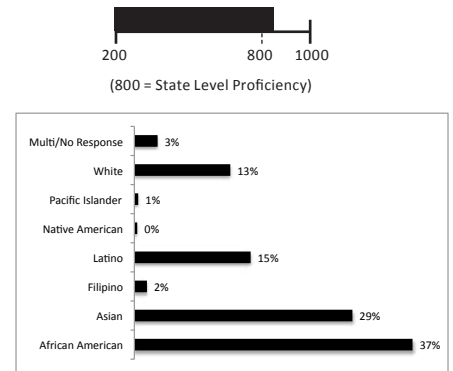 200 800 1000
(800 = State Level Proficiency)
Multi/No Response 3%
White 13%
Pacific Islander 1%
Native American 0%
Latino 15%
Filipino 2%
Asian 29%
African American 37%